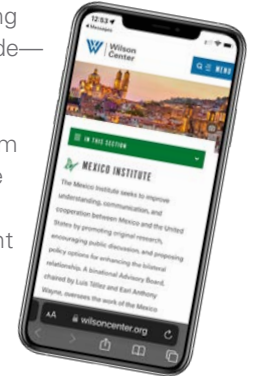 ng
de—
m
e
nt
12:53
Messages
Wilson
Center
MENU
IN THIS SECTION
MEXICO INSTITUTE
The Mexico Institute seeks to improve
understanding, communication, and
cooperation between Mexico and the United
States by promoting original research,
encouraging public discussion, and proposing
policy options for enhancing the bilateral
relationship. A binational Advisory Board,
chaired by Luis Téllez and Earl Anthony
Wayne, oversees the work of the Mexico
AA wilsoncenter.org